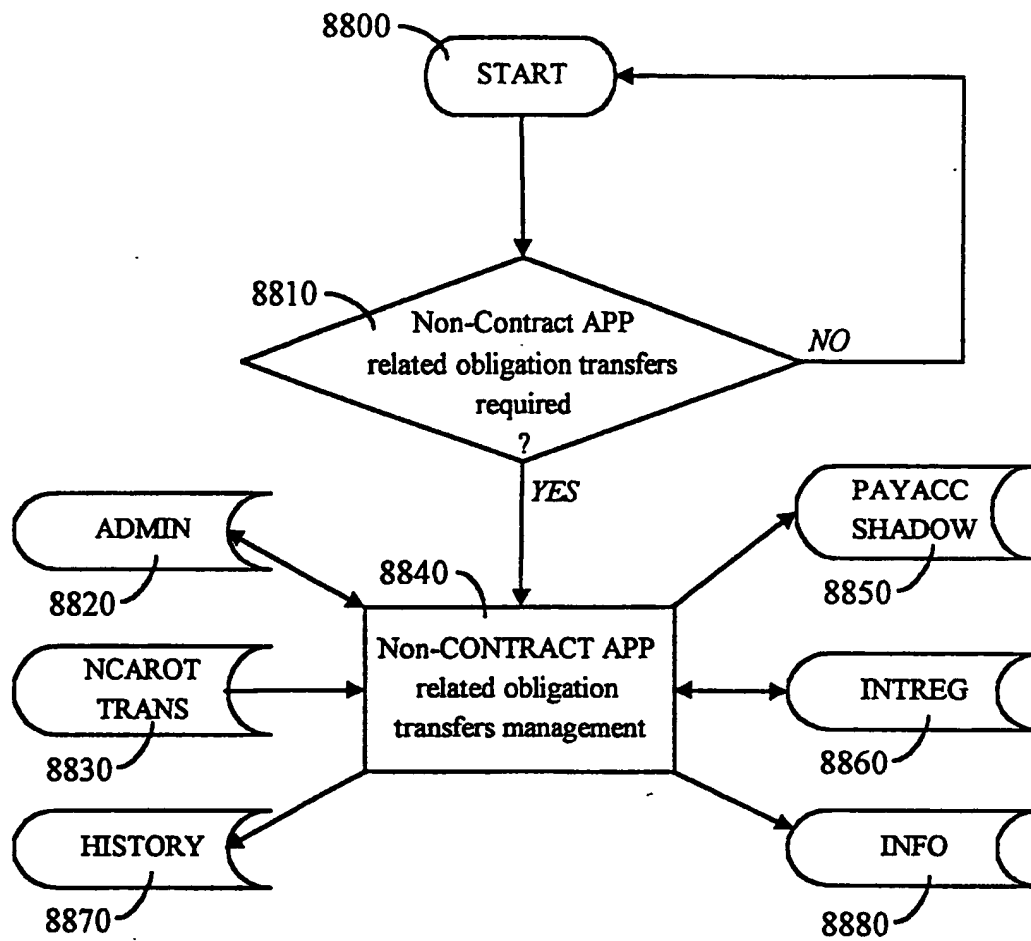 8800
START
8810
Non-Contract APP
related obligation transfers
required
?
NO
YES
ADMIN
8820
PAYACC
SHADOW
8850
8840
Non-CONTRACT APP
related obligation
transfers management
NCAROT
TRANS
8830
INTREG
8860
HISTORY
8870
INFO
8880